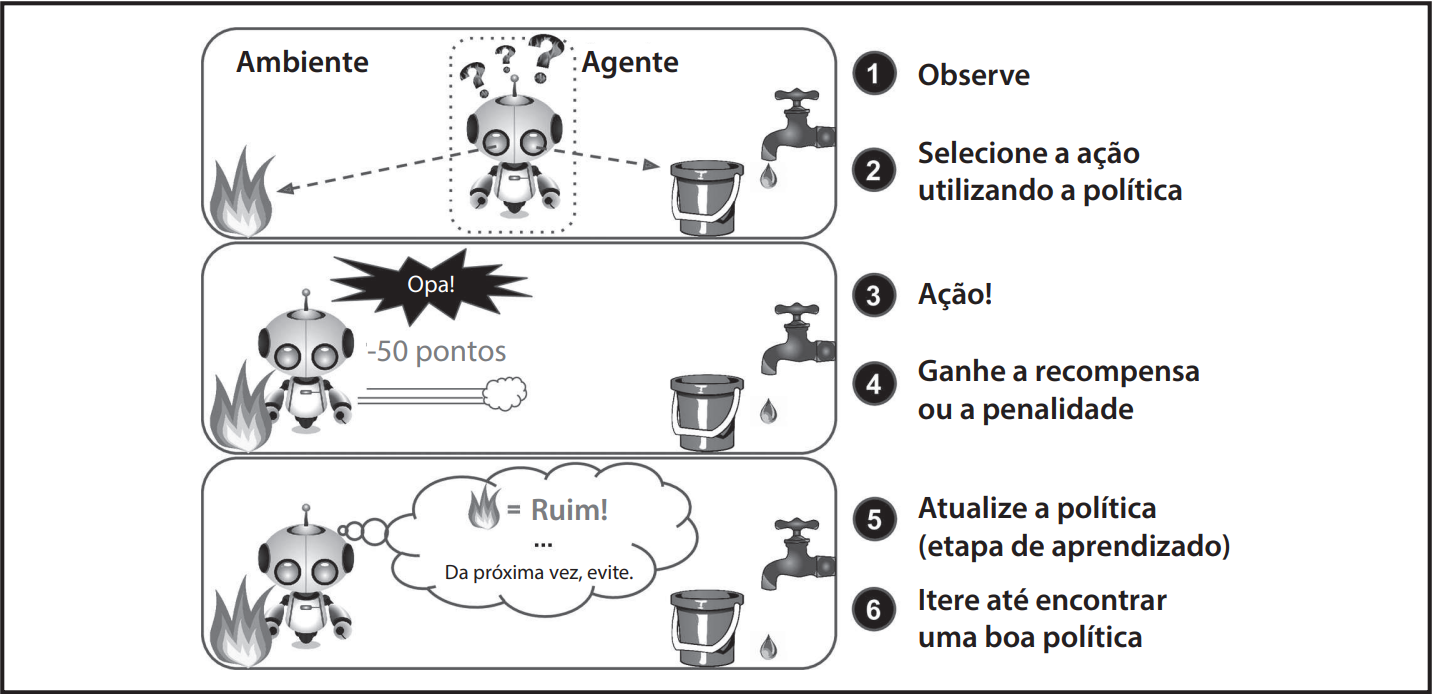 Ambiente
? ? ?
Agente
1 Observe
2 Selecione a ação
utilizando a política
Opa!
-50 pontos
3 Ação!
4 Ganhe a recompensa
ou a penalidade
= Ruim!
...
Da próxima vez, evite.
5 Atualize a política
(etapa de aprendizado)
6 Itere até encontrar
uma boa política